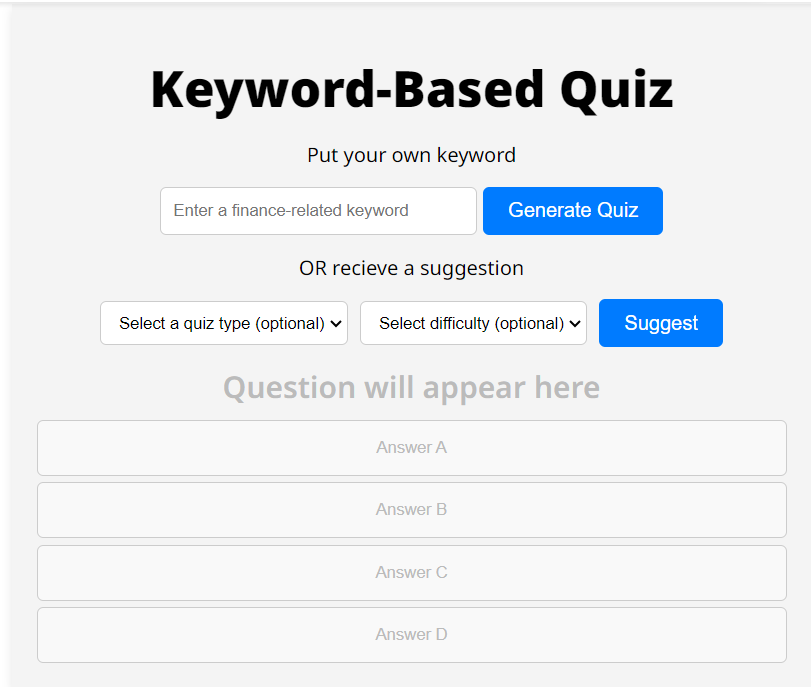 Keyword-Based Quiz
Put your own keyword
Enter a finance-related keyword
Generate Quiz
OR recieve a suggestion
Select a quiz type (optional)
Select difficulty (optional)
Suggest
Question will appear here
Answer A
Answer B
Answer C
Answer D